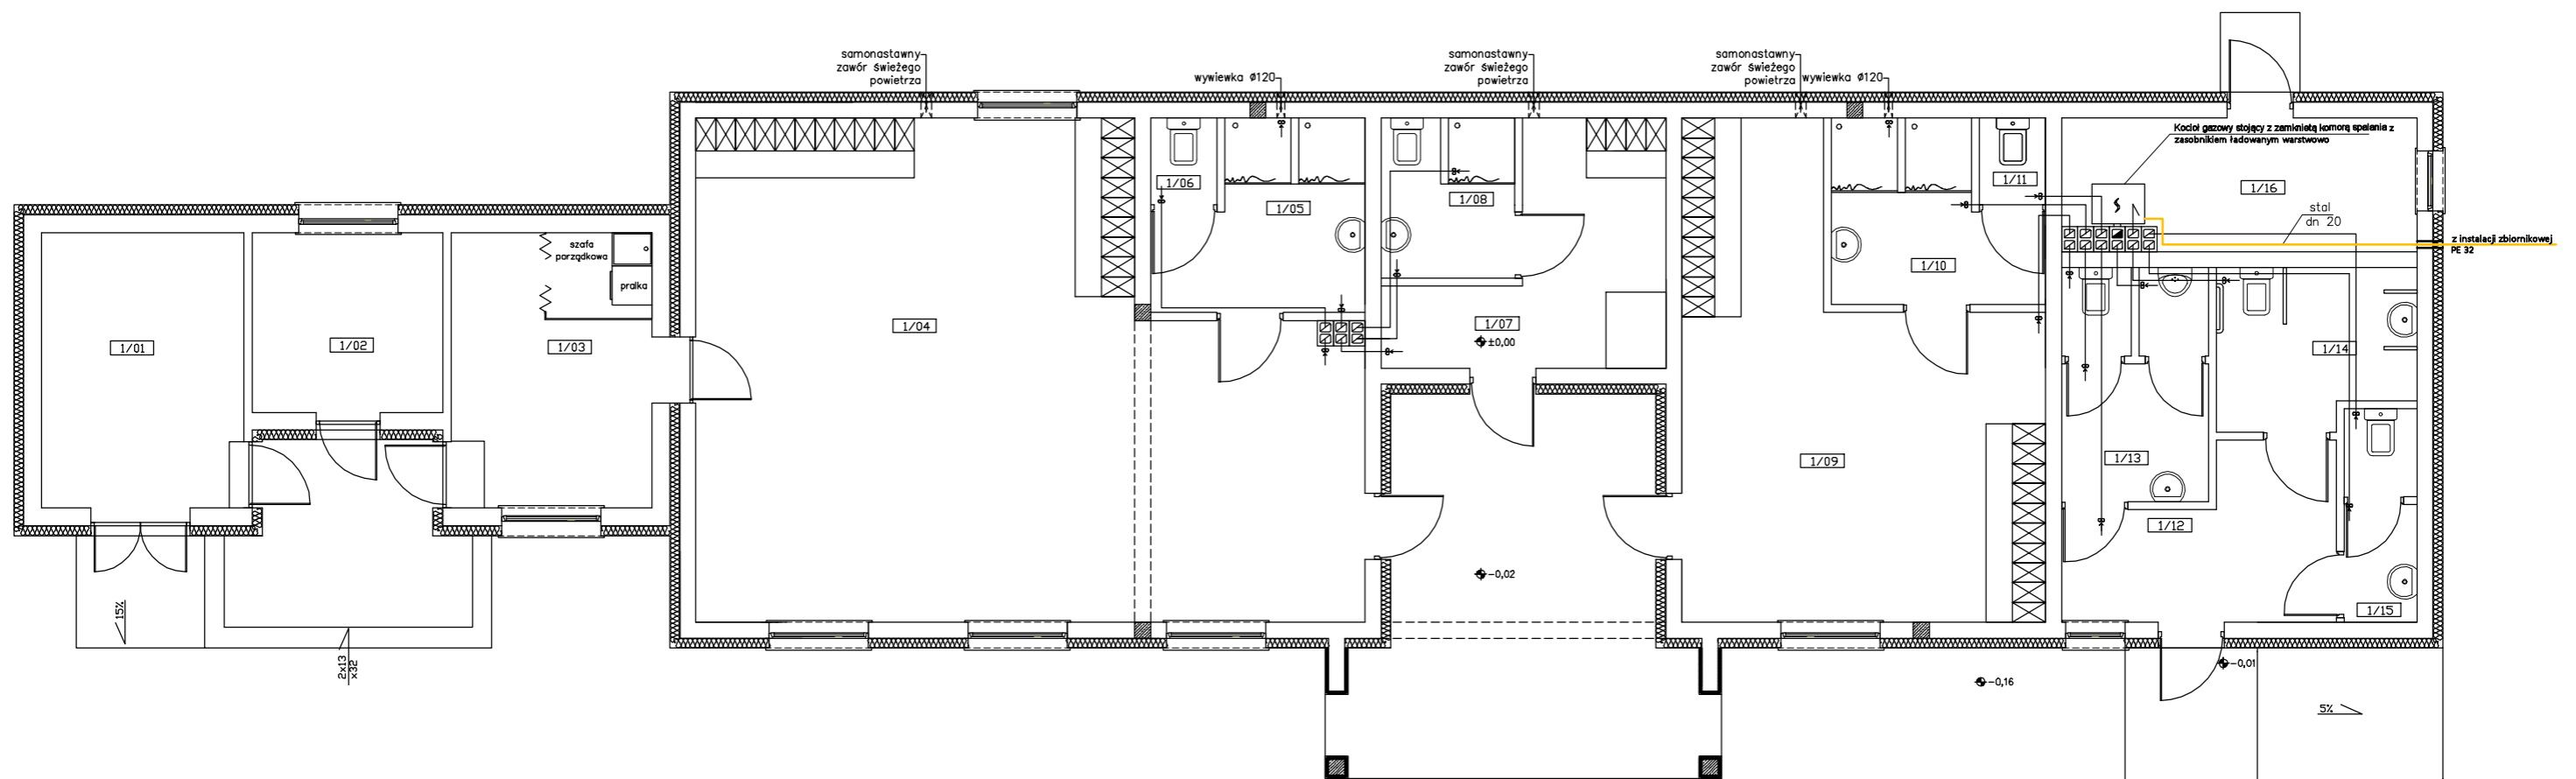 samonastawny
zawór świeżego
powietrza
wywiewka Ø120
samonastawny
zawór świeżego
powietrza
samonastawny
zawór świeżego
powietrza
wywiewka Ø120
Kocioł gazowy stojący z zamkniętą komorą spalania z
zasobnikiem ładowanym warstwowo
1/06
1/05
1/08
1/11
1/16
stal
dn 20
z instalacji zbiornikowej
PE 32
szafa
porządkowa
pralka
1/10
1/04
1/07
±0,00
1/01
1/02
1/03
1/14
1/09
1/13
1/12
-0,02
1/15
15%
2x13
x32
-0,01
-0,16
5%